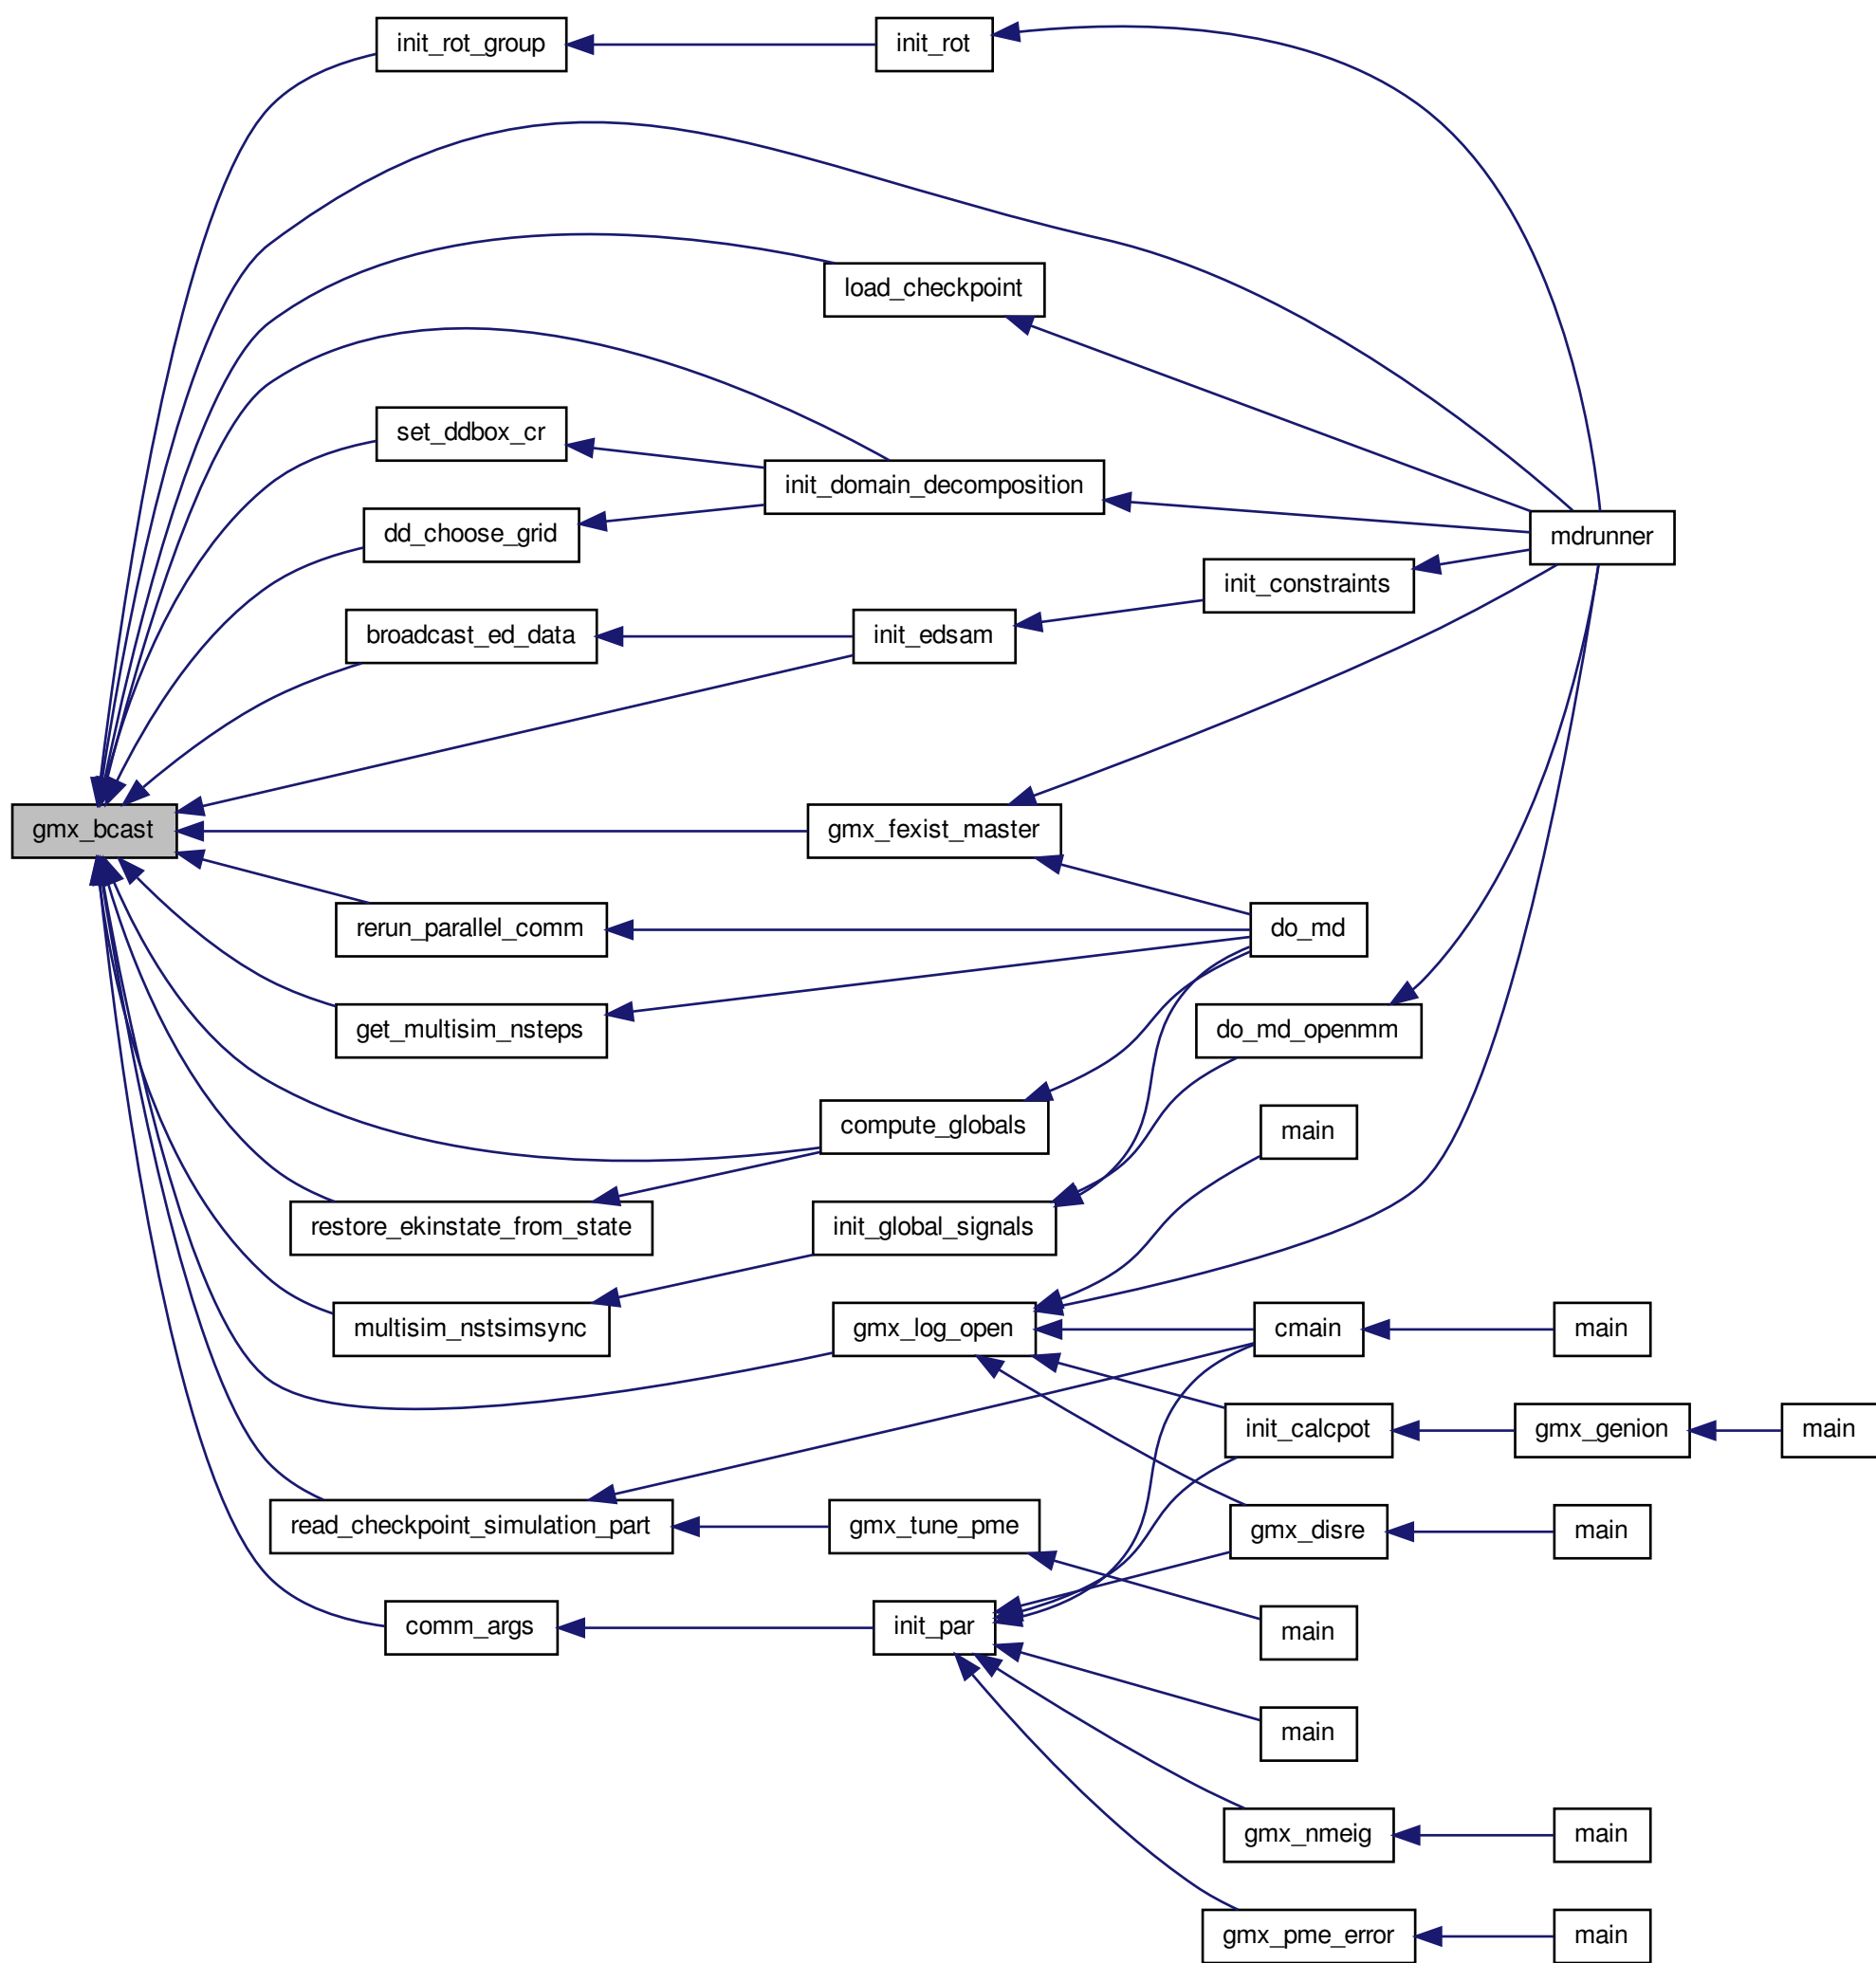 init_rot_group
init_rot
load_checkpoint
set_ddbox_cr
init_domain_decomposition
dd_choose_grid
mdrunner
init_constraints
broadcast_ed_data
init_edsam
gmx_bcast
gmx_fexist_master
rerun_parallel_comm
do_md
get_multisim_nsteps
do_md_openmm
compute_globals
main
restore_ekinstate_from_state
init_global_signals
multisim_nstsimsync
gmx_log_open
cmain
main
init_calcpot
gmx_genion
main
read_checkpoint_simulation_part
gmx_tune_pme
gmx_disre
main
comm_args
init_par
main
main
gmx_nmeig
main
gmx_pme_error
main